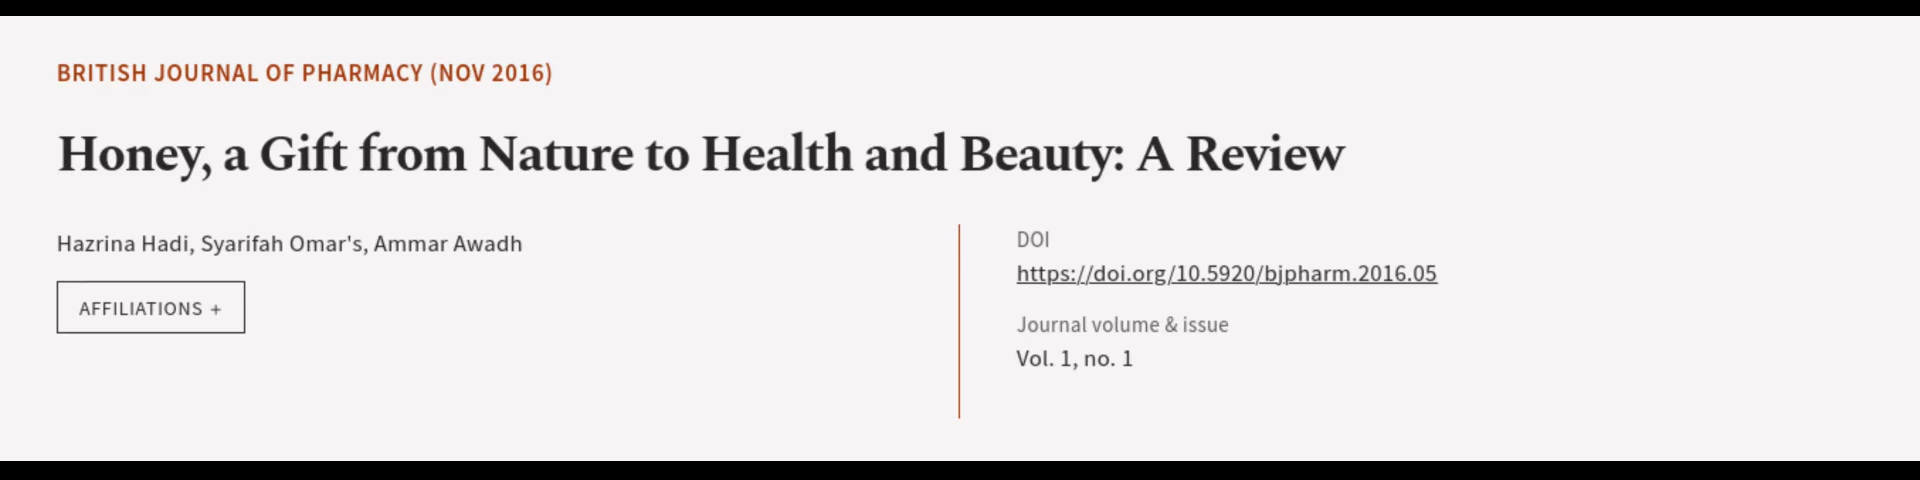 BRITISH JOURNAL OF PHARMACY (NOV 2016)
Honey, a Gift from Nature to Health and Beauty: A Review
Hazrina Hadi, Syarifah Omar's, Ammar Awadh
AFFILIATIONS +
DOI
https://doi.org/10.5920/bjpharm.2016.05
Journal volume & issue
Vol. 1, no. 1